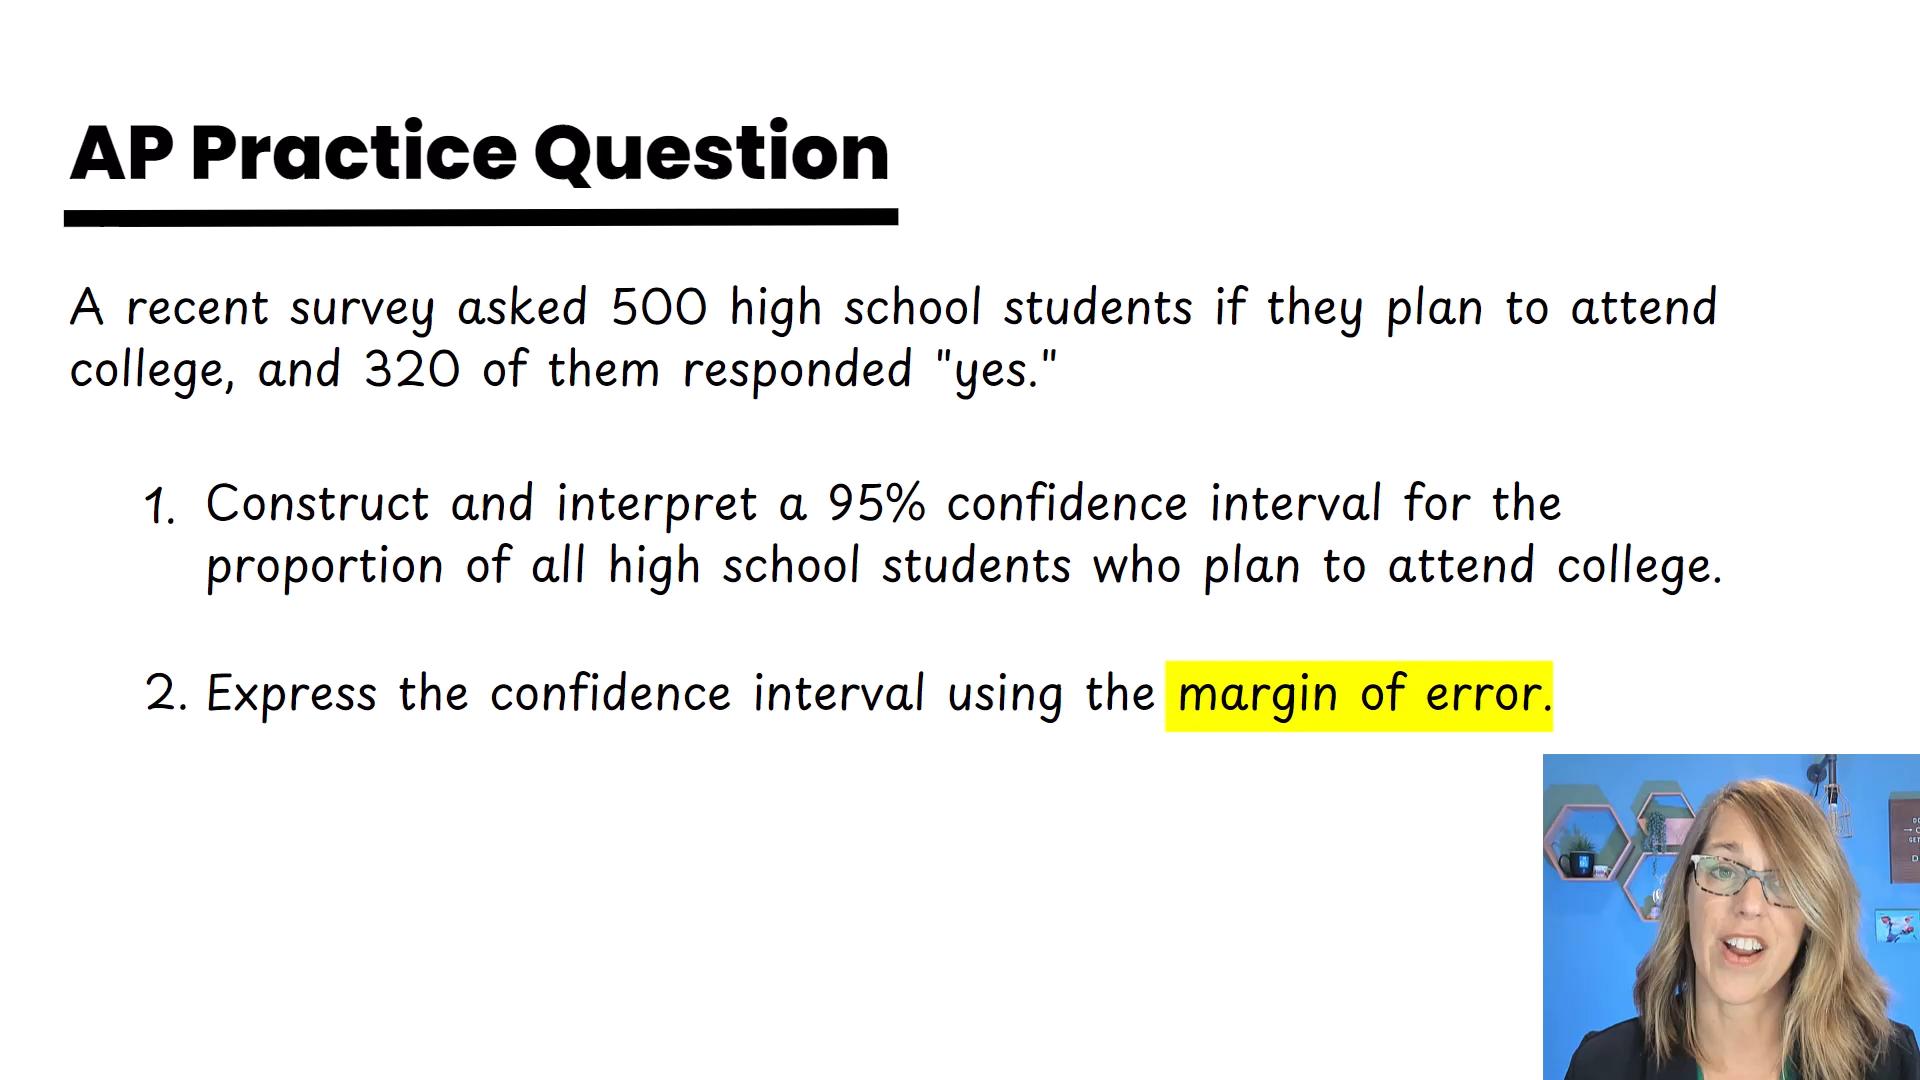 AP Practice Question
A recent survey asked 500 high school students if they plan to attend
college, and 320 of them responded "yes."
1. Construct and interpret a 95% confidence interval for the
proportion of all high school students who plan to attend college.
2. Express the confidence interval using the margin of error.